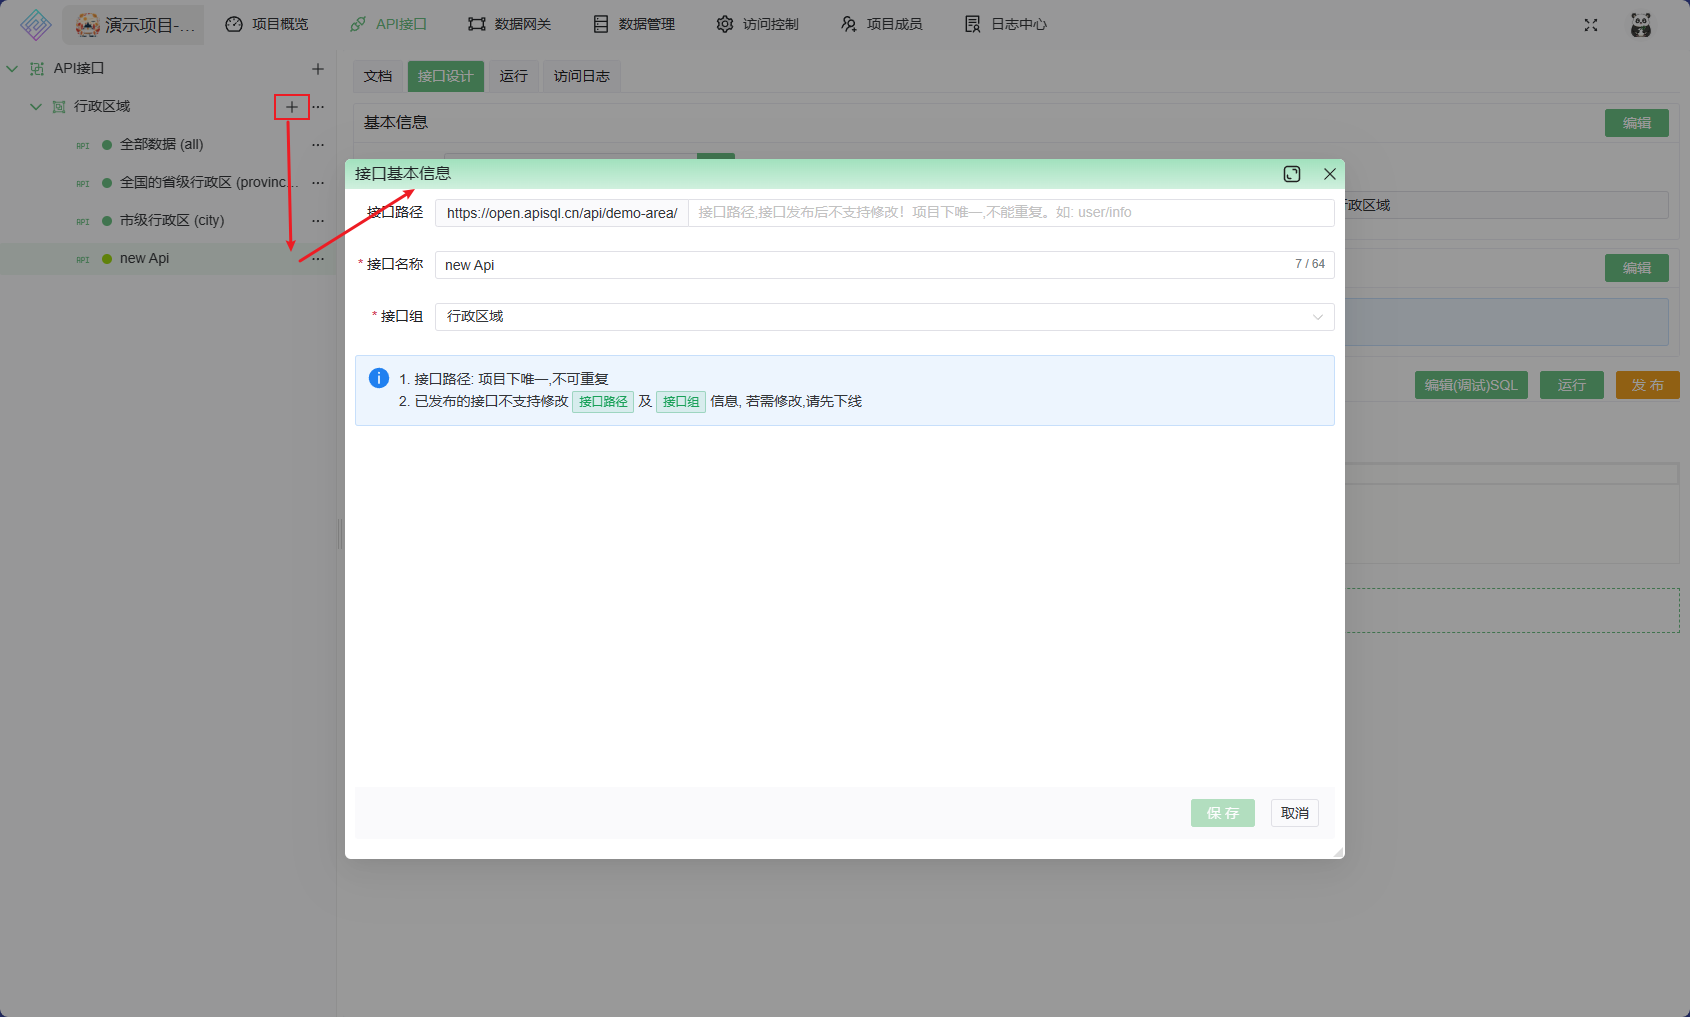 演示项目-...
项目概览
API接口
数据网关
数据管理
访问控制
项目成员
日志中心
API接口
行政区域
API 全部数据 (all)
API 全国的省级行政区 (provinc...
API 市级行政区 (city)
API new Api
文档
接口设计
运行
访问日志
基本信息
编辑
行政区域
编辑
编辑(调试)SQL
运行
发 布
接口基本信息
接口路径
https://open.apisql.cn/api/demo-area/
接口路径,接口发布后不支持修改！项目下唯一,不能重复。如: user/info
* 接口名称
new Api
7 / 64
* 接口组
行政区域
1. 接口路径: 项目下唯一,不可重复
2. 已发布的接口不支持修改 接口路径 及 接口组 信息, 若需修改,请先下线
保 存
取消